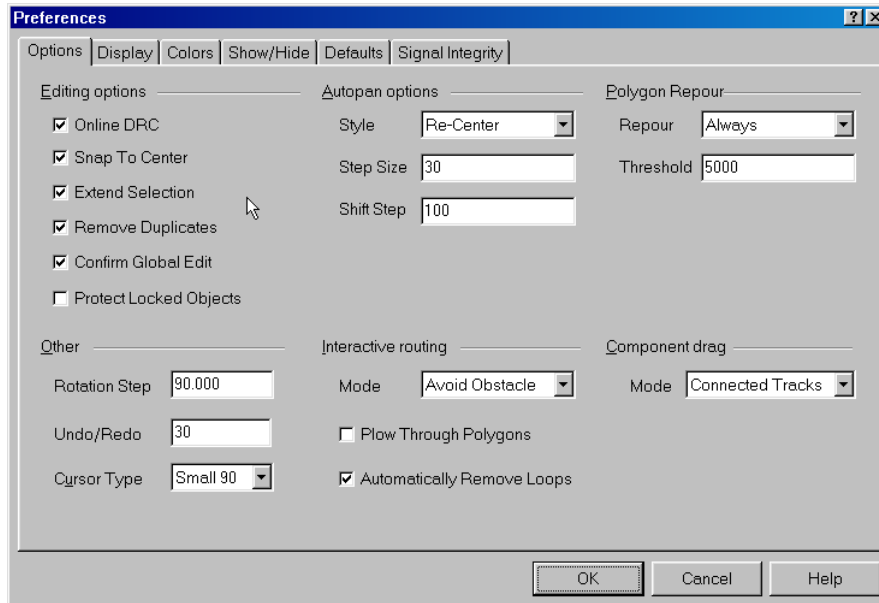 Preferences
Options Display Colors Show/Hide Defaults Signal Integrity
Editing options
Online DRC
Snap To Center
Extend Selection
Remove Duplicates
Confirm Global Edit
Protect Locked Objects
Autopan options
Style Re-Center
Step Size 30
Shift Step 100
Polygon Repour
Repour Always
Threshold 5000
Other
Rotation Step 90.000
Undo/Redo 30
Cursor Type Small 90
Interactive routing
Mode Avoid Obstacle
Plow Through Polygons
Automatically Remove Loops
Component drag
Mode Connected Tracks
OK Cancel Help